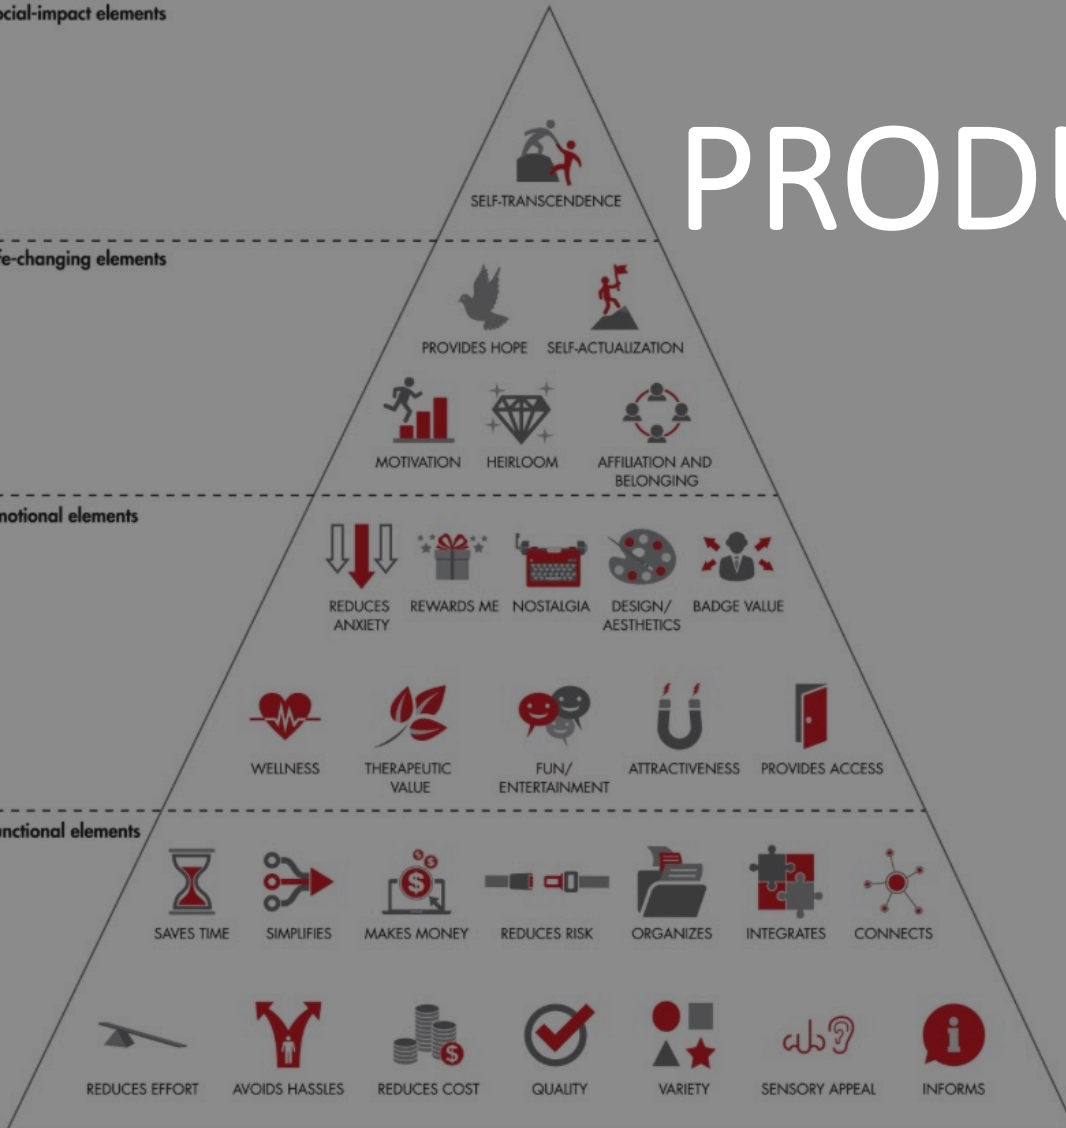 ocial-impact elements
PRODU
SELF-TRANSCENDENCE
fe-changing elements
PROVIDES HOPE SELF-ACTUALIZATION
MOTIVATION HEIRLOOM AFFILIATION AND
BELONGING
motional elements
REDUCES REWARDS ME NOSTALGIA DESIGN/ BADGE VALUE
ANXIETY AESTHETICS
WELLNESS THERAPEUTIC FUN/ ATTRACTIVENESS PROVIDES ACCESS
VALUE ENTERTAINMENT
unctional elements
SAVES TIME SIMPLIFIES MAKES MONEY REDUCES RISK ORGANIZES INTEGRATES CONNECTS
REDUCES EFFORT AVOIDS HASSLES REDUCES COST QUALITY VARIETY SENSORY APPEAL INFORMS